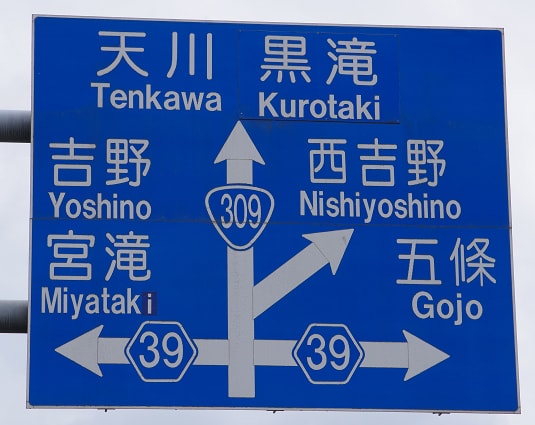 天川 黒滝
Tenkawa Kurotaki
吉野 西吉野
Yoshino Nishiyoshino
309
宮滝 五條
Miyataki Gojo
39 39